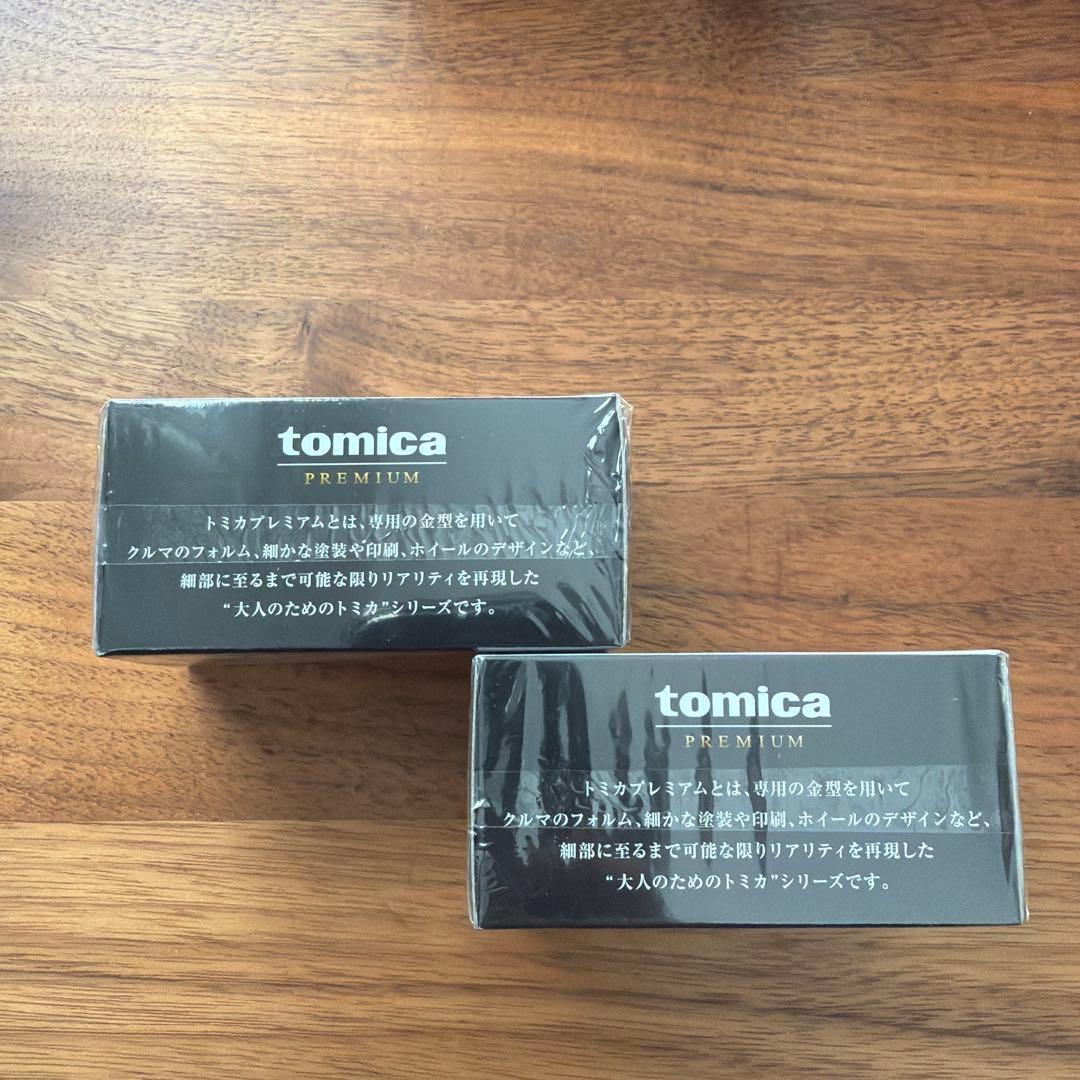 tomica
PREMIUM
トミカプレミアムとは、専用の金型を用いて
クルマのフォルム、細かな塗装や印刷、ホイールのデザインなど、
細部に至るまで可能な限りリアリティを再現した
“大人のためのトミカ”シリーズです。
tomica
PREMIUM
トミカプレミアムとは、専用の金型を用いて
クルマのフォルム、細かな塗装や印刷、ホイールのデザインなど、
細部に至るまで可能な限りリアリティを再現した
“大人のためのトミカ”シリーズです。